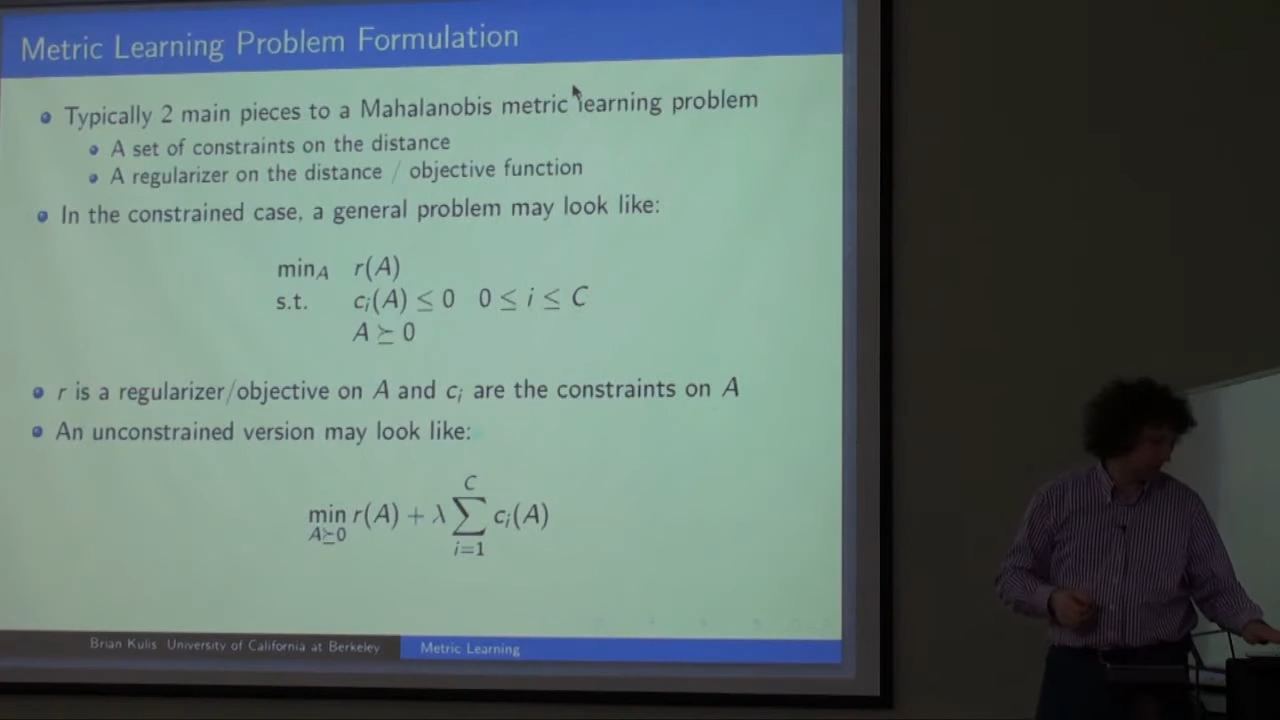 Metric Learning Problem Formulation
Typically 2 main pieces to a Mahalanobis metric learning problem
A set of constraints on the distance
A regularizer on the distance / objective function
In the constrained case, a general problem may look like:
min_A r(A)
s.t. c_i(A) ≤ 0 0 ≤ i ≤ C
A ⪰ 0
r is a regularizer/objective on A and c_i are the constraints on A
An unconstrained version may look like:
min_{A⪰0} r(A) + λ ∑_{i=1}^{C} c_i(A)
Brian Kulis University of California at Berkeley Metric Learning